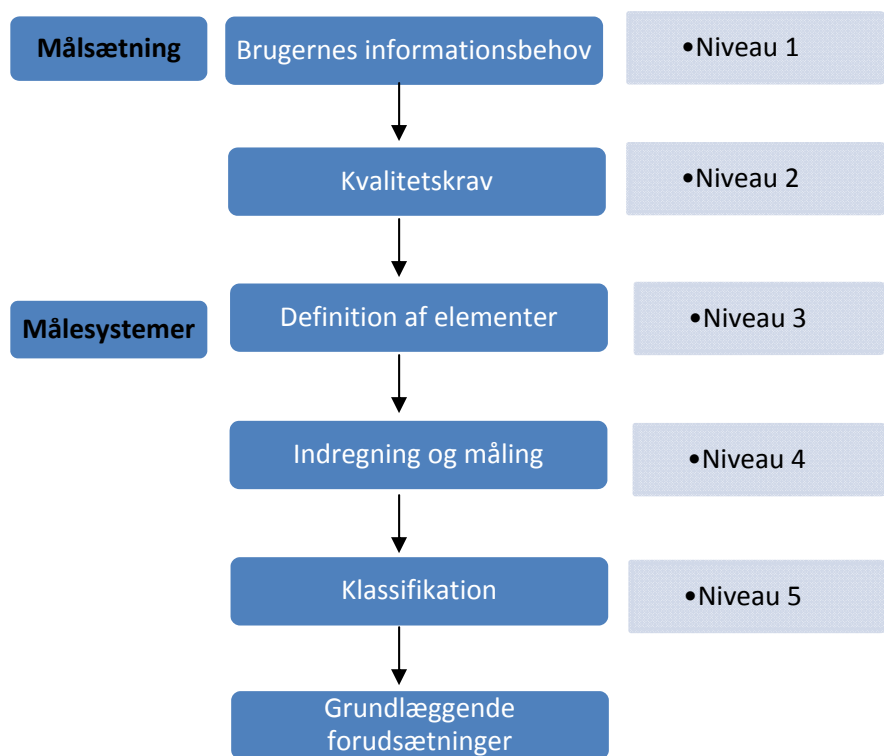 Målsætning
Brugernes informationsbehov
•Niveau 1
Kvalitetskrav
•Niveau 2
Målesystemer
Definition af elementer
•Niveau 3
Indregning og måling
•Niveau 4
Klassifikation
•Niveau 5
Grundlæggende
forudsætninger